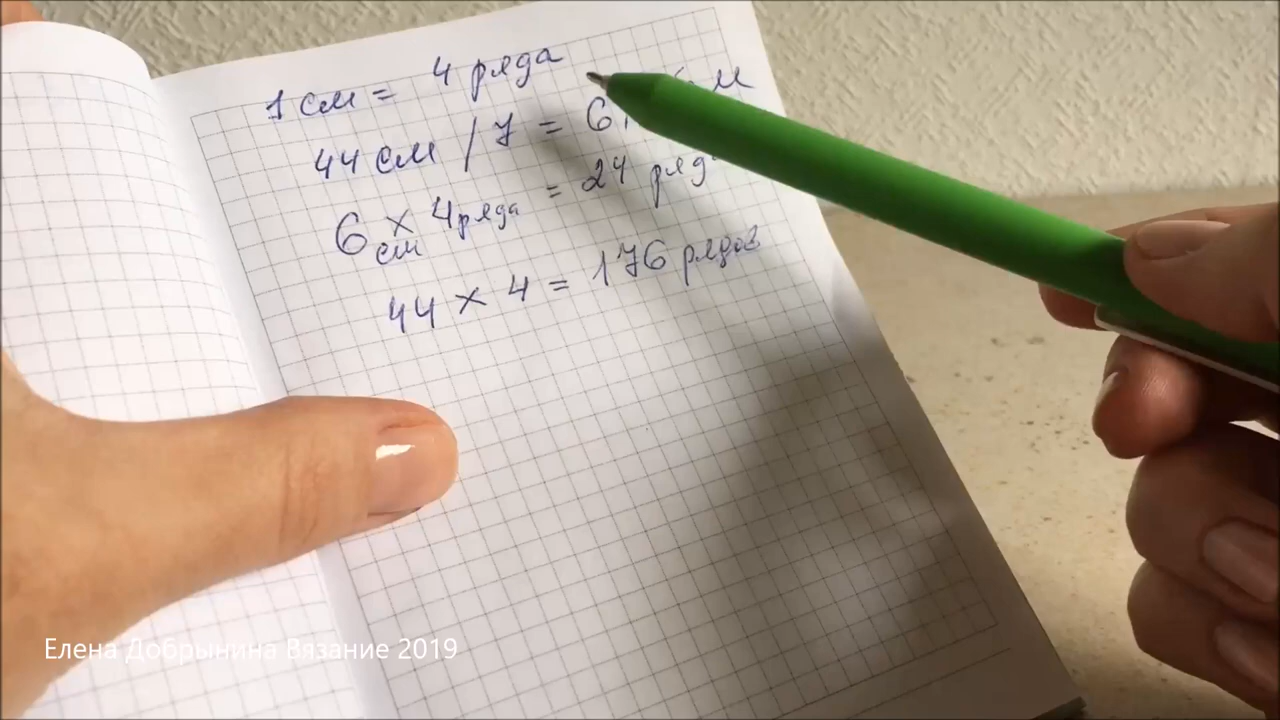 1 см = 4 ряда
44 см / 7 = 6,
6 см × 4 ряда = 24
44 × 4 = 176 рядов
Елена Добрынина Вязание 2019